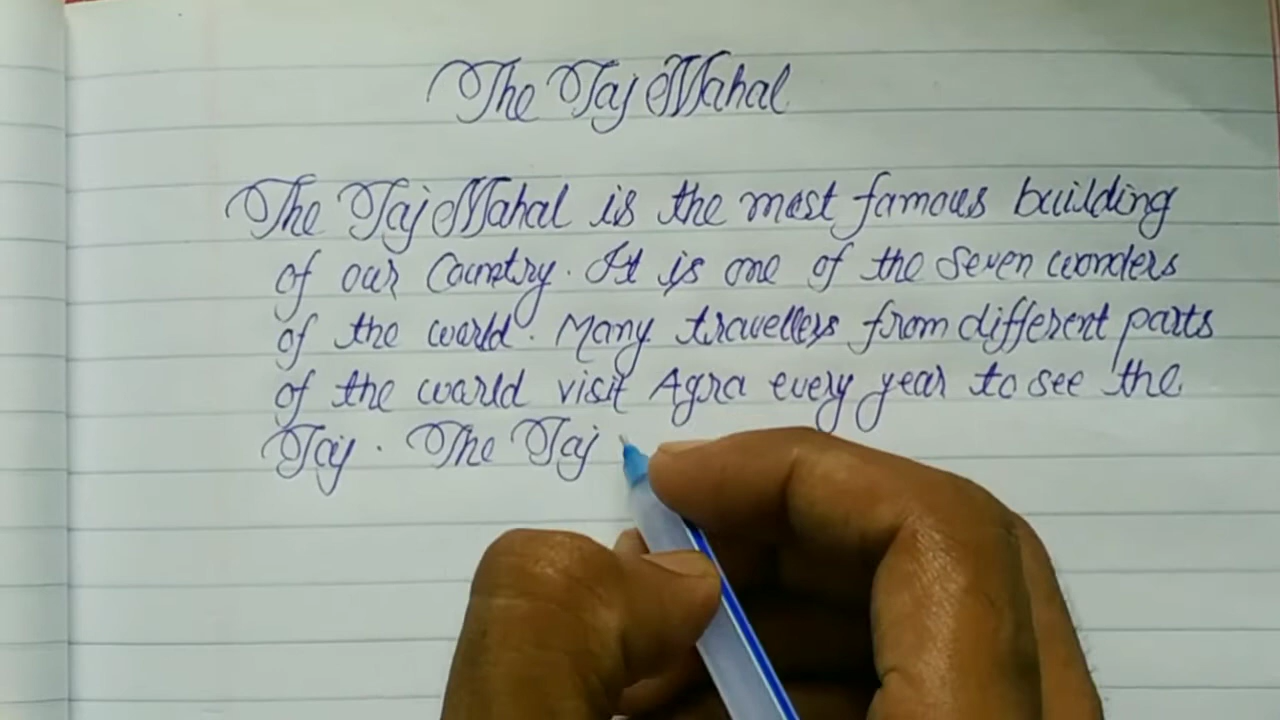 The Taj Mahal
The Taj Mahal is the most famous building
of our Country. It is one of the Seven wonders
of the world. Many travellers from different parts
of the world visit Agra every year to see the
Taj. The Taj